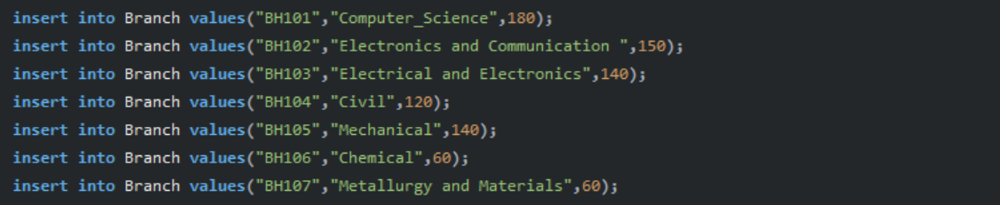 insert into Branch values("BH101","Computer_Science",180);
insert into Branch values("BH102","Electronics and Communication ",150);
insert into Branch values("BH103","Electrical and Electronics",140);
insert into Branch values("BH104","Civil",120);
insert into Branch values("BH105","Mechanical",140);
insert into Branch values("BH106","Chemical",60);
insert into Branch values("BH107","Metallurgy and Materials",60);